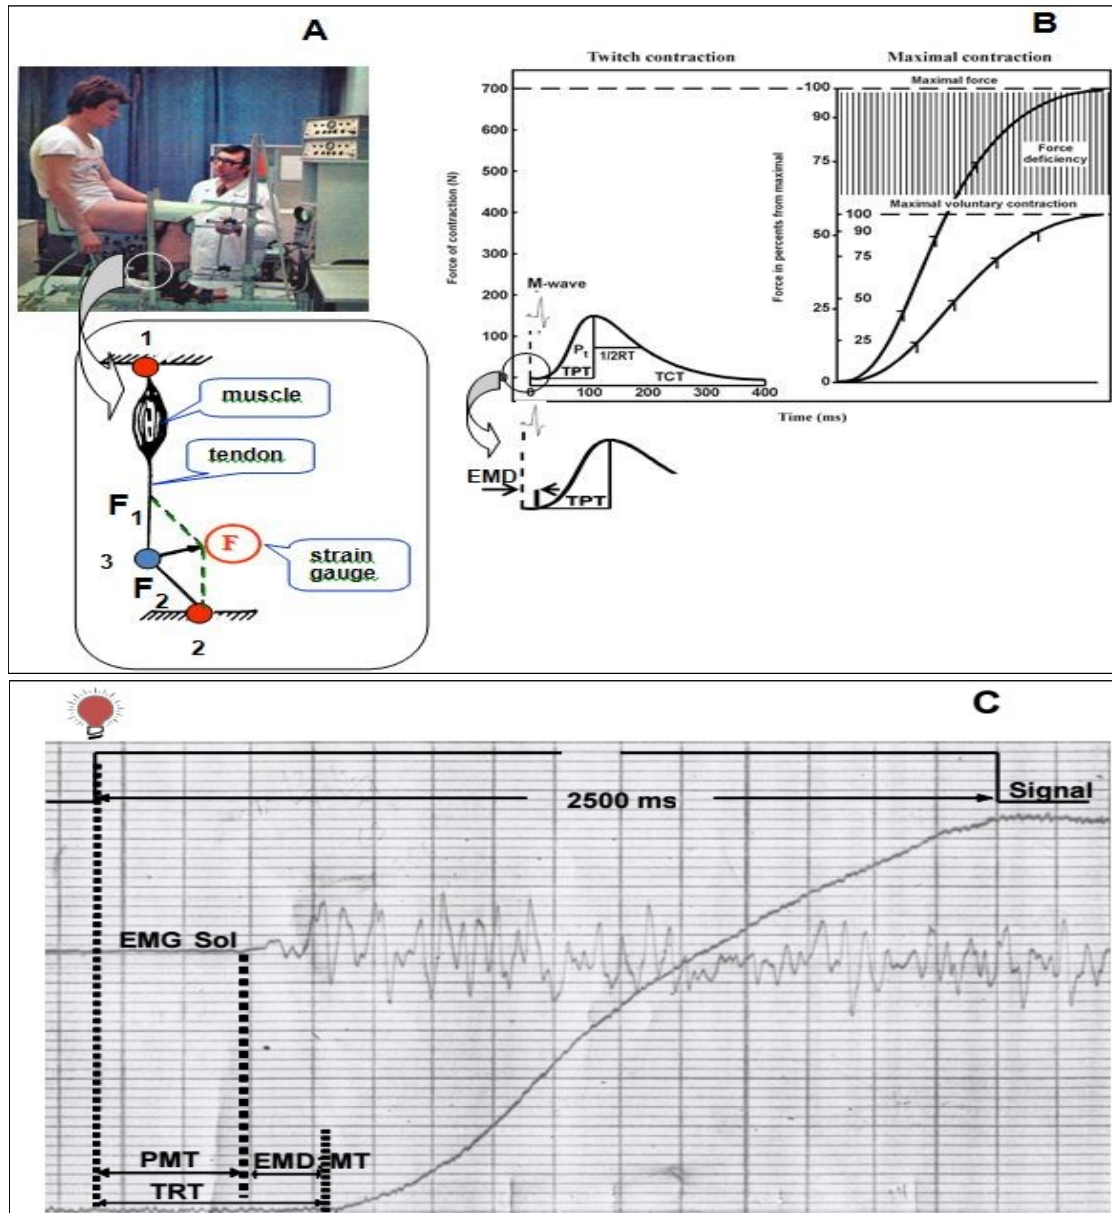 A
B
Twitch contraction
Maximal contraction
Maximal force
Force deficiency
Maximal voluntary contraction
Force of contraction (N)
700
600
500
400
300
200
100
0
M-wave
Pt
1/2RT
TPT
TCT
0
100
200
300
400
Time (ms)
Force in percents from maximal
100
90
75
50
25
0
100
90
75
50
25
EMD
TPT
1
muscle
tendon
F1
3
F
strain
gauge
F2
2
C
2500 ms
Signal
EMG Sol
PMT
EMD
MT
TRT